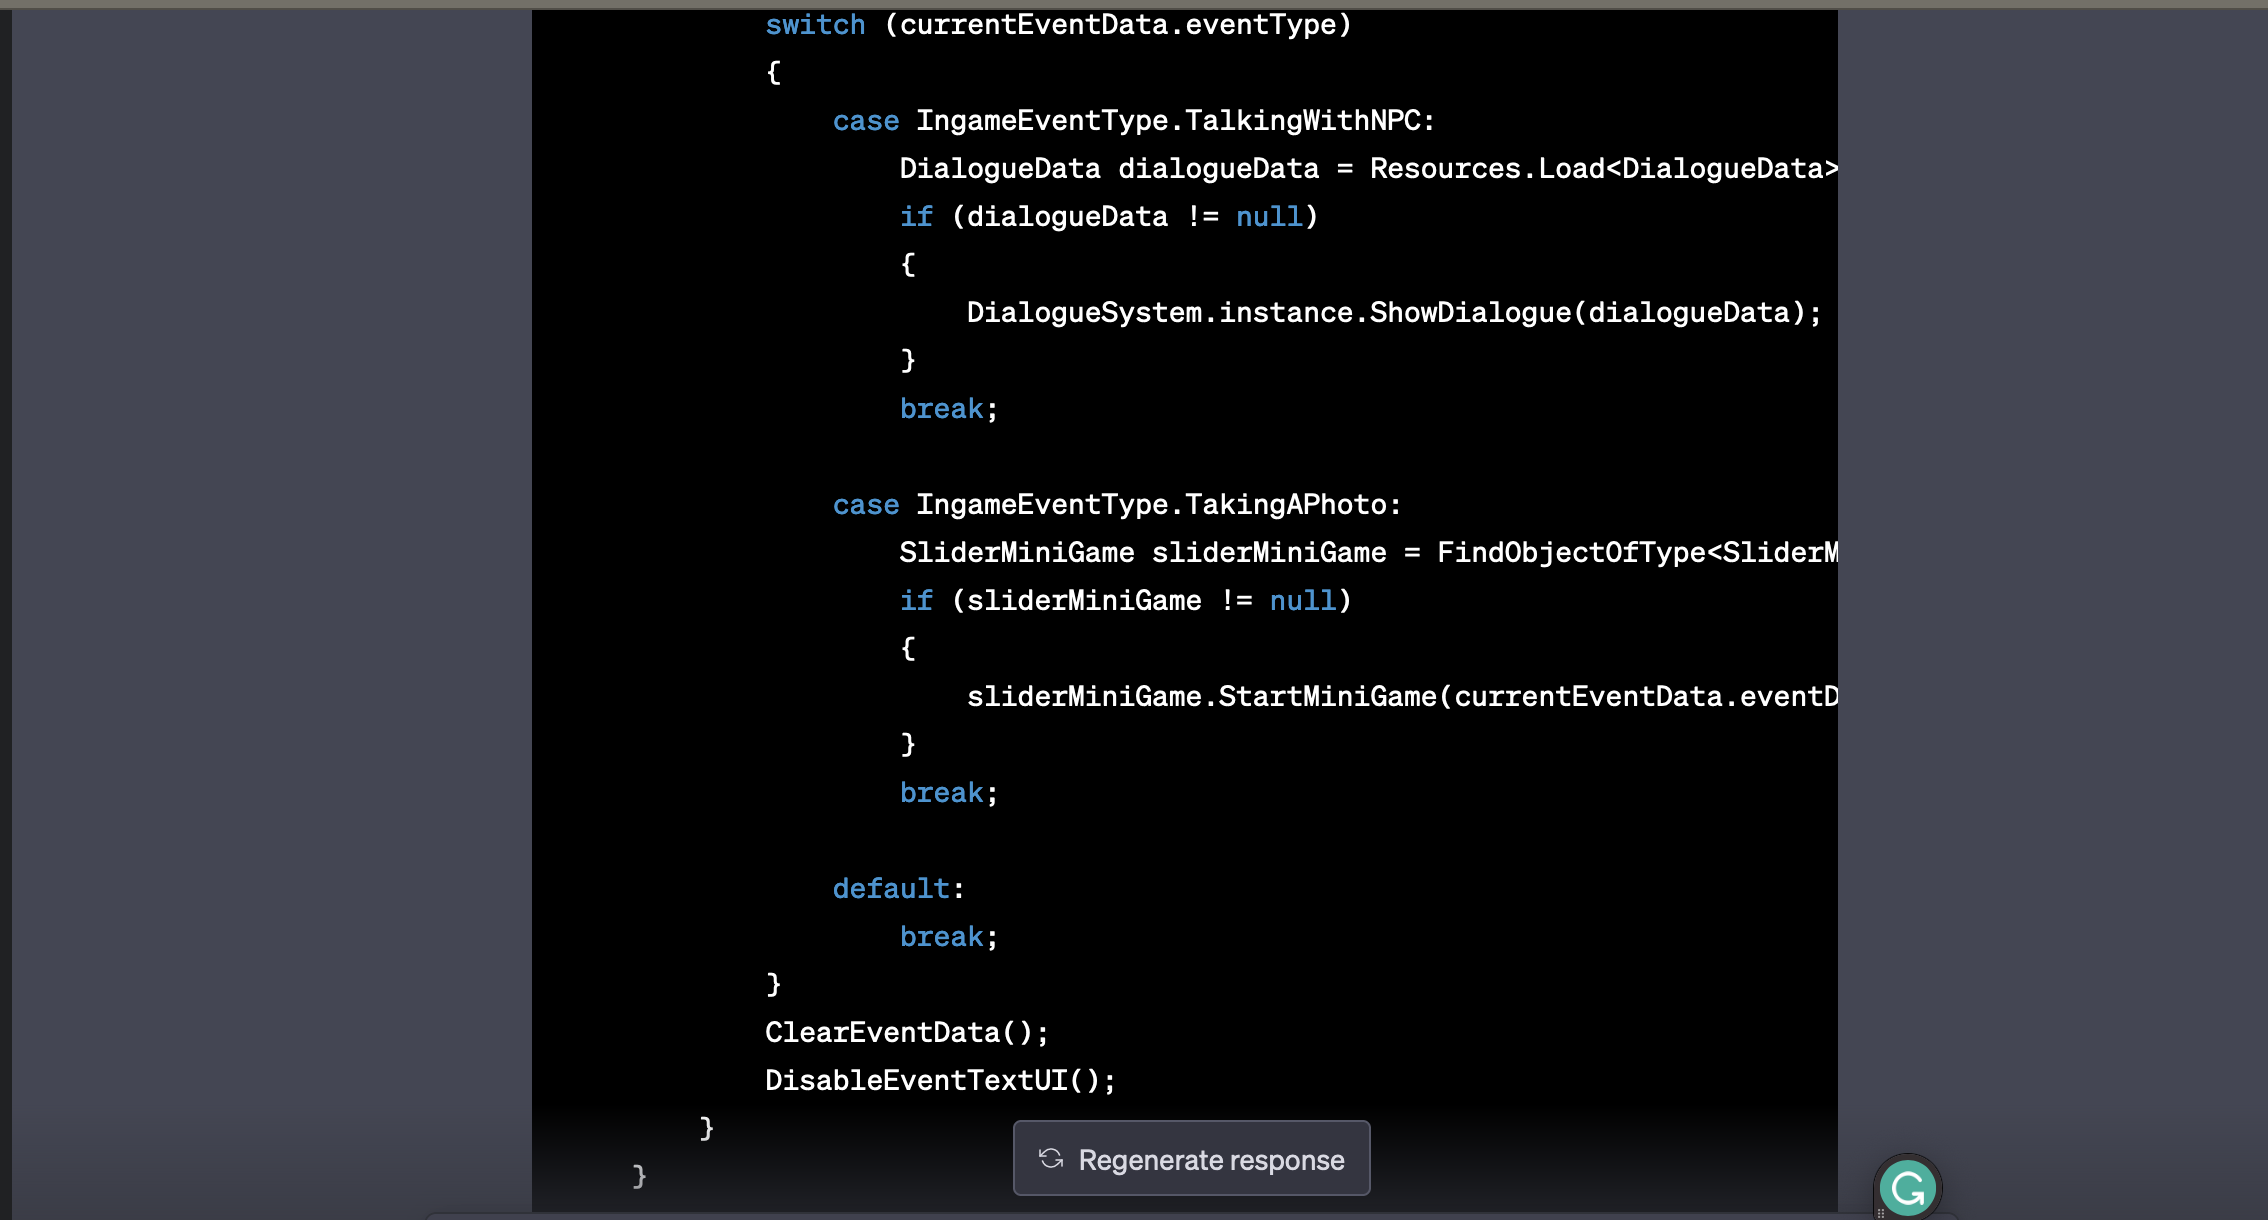 switch (currentEventData.eventType)
{
case IngameEventType.TalkingWithNPC:
DialogueData dialogueData = Resources.Load<DialogueData>
if (dialogueData != null)
{
DialogueSystem.instance.ShowDialogue(dialogueData);
}
break;
case IngameEventType.TakingAPhoto:
SliderMiniGame sliderMiniGame = FindObjectOfType<SliderM
if (sliderMiniGame != null)
{
sliderMiniGame.StartMiniGame(currentEventData.eventD
}
break;
default:
break;
}
ClearEventData();
DisableEventTextUI();
}
}
Regenerate response